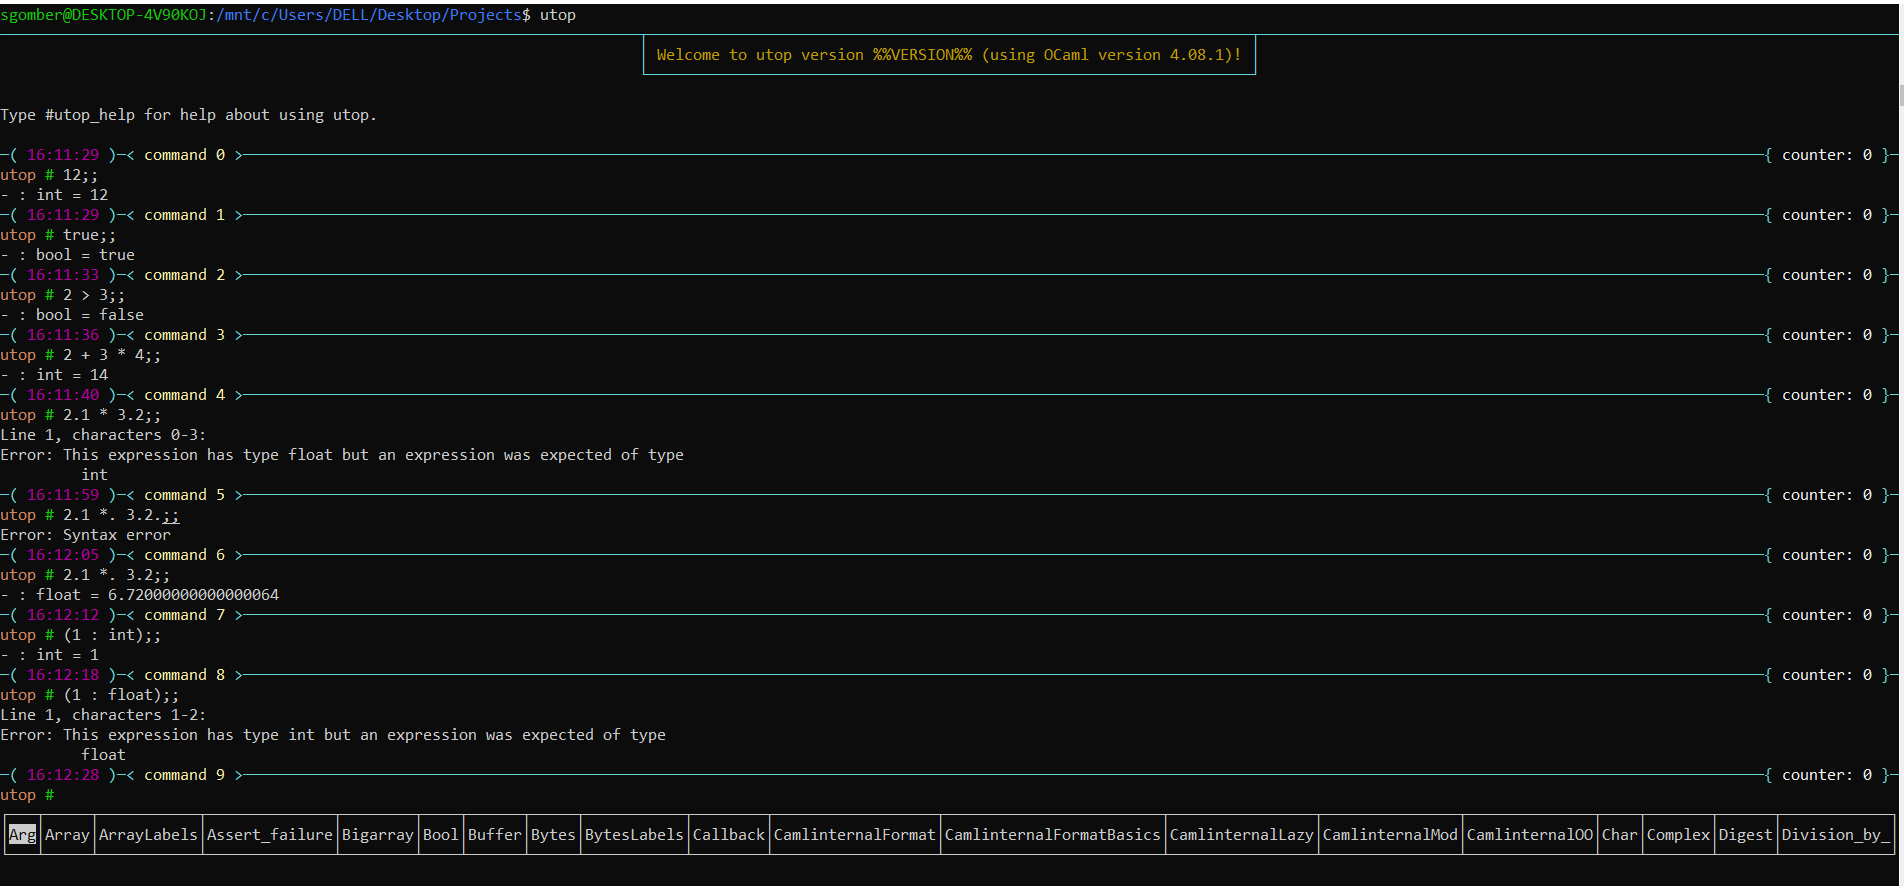 sgomber@DESKTOP-4V90KOJ:/mnt/c/Users/DELL/Desktop/Projects$ utop
Welcome to utop version %%VERSION%% (using OCaml version 4.08.1)!
Type #utop_help for help about using utop.
─( 16:11:29 )─< command 0 >─{ counter: 0 }─
utop # 12;;
- : int = 12
─( 16:11:29 )─< command 1 >─{ counter: 0 }─
utop # true;;
- : bool = true
─( 16:11:33 )─< command 2 >─{ counter: 0 }─
utop # 2 > 3;;
- : bool = false
─( 16:11:36 )─< command 3 >─{ counter: 0 }─
utop # 2 + 3 * 4;;
- : int = 14
─( 16:11:40 )─< command 4 >─{ counter: 0 }─
utop # 2.1 * 3.2;;
Line 1, characters 0-3:
Error: This expression has type float but an expression was expected of type
         int
─( 16:11:59 )─< command 5 >─{ counter: 0 }─
utop # 2.1 *. 3.2.;;
Error: Syntax error
─( 16:12:05 )─< command 6 >─{ counter: 0 }─
utop # 2.1 *. 3.2;;
- : float = 6.72000000000000064
─( 16:12:12 )─< command 7 >─{ counter: 0 }─
utop # (1 : int);;
- : int = 1
─( 16:12:18 )─< command 8 >─{ counter: 0 }─
utop # (1 : float);;
Line 1, characters 1-2:
Error: This expression has type int but an expression was expected of type
         float
─( 16:12:28 )─< command 9 >─{ counter: 0 }─
utop #
Arg│Array│ArrayLabels│Assert_failure│Bigarray│Bool│Buffer│Bytes│BytesLabels│Callback│CamlinternalFormat│CamlinternalFormatBasics│CamlinternalLazy│CamlinternalMod│CamlinternalOO│Char│Complex│Digest│Division_by_